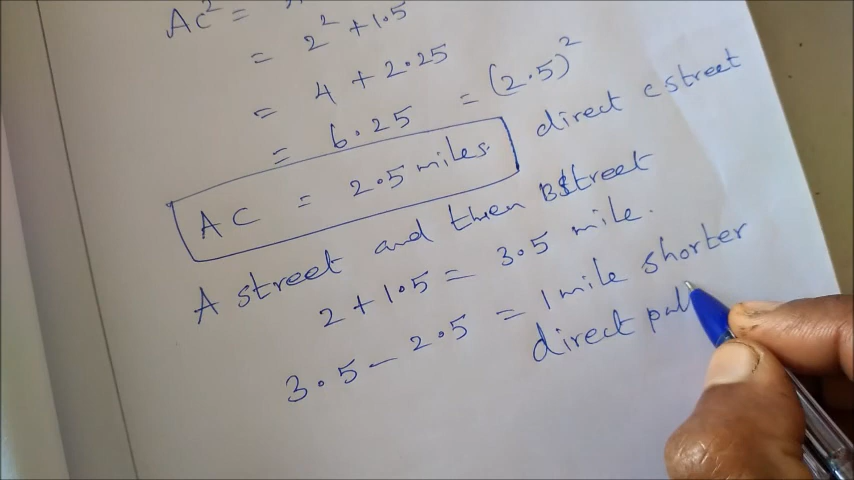 AC² =
= 2² + 1.5
= 4 + 2.25
= 6.25 = (2.5)²
AC = 2.5 miles. direct c street
A street and then B street
2 + 1.5 = 3.5 mile.
3.5 - 2.5 = 1 mile shorter
direct pat